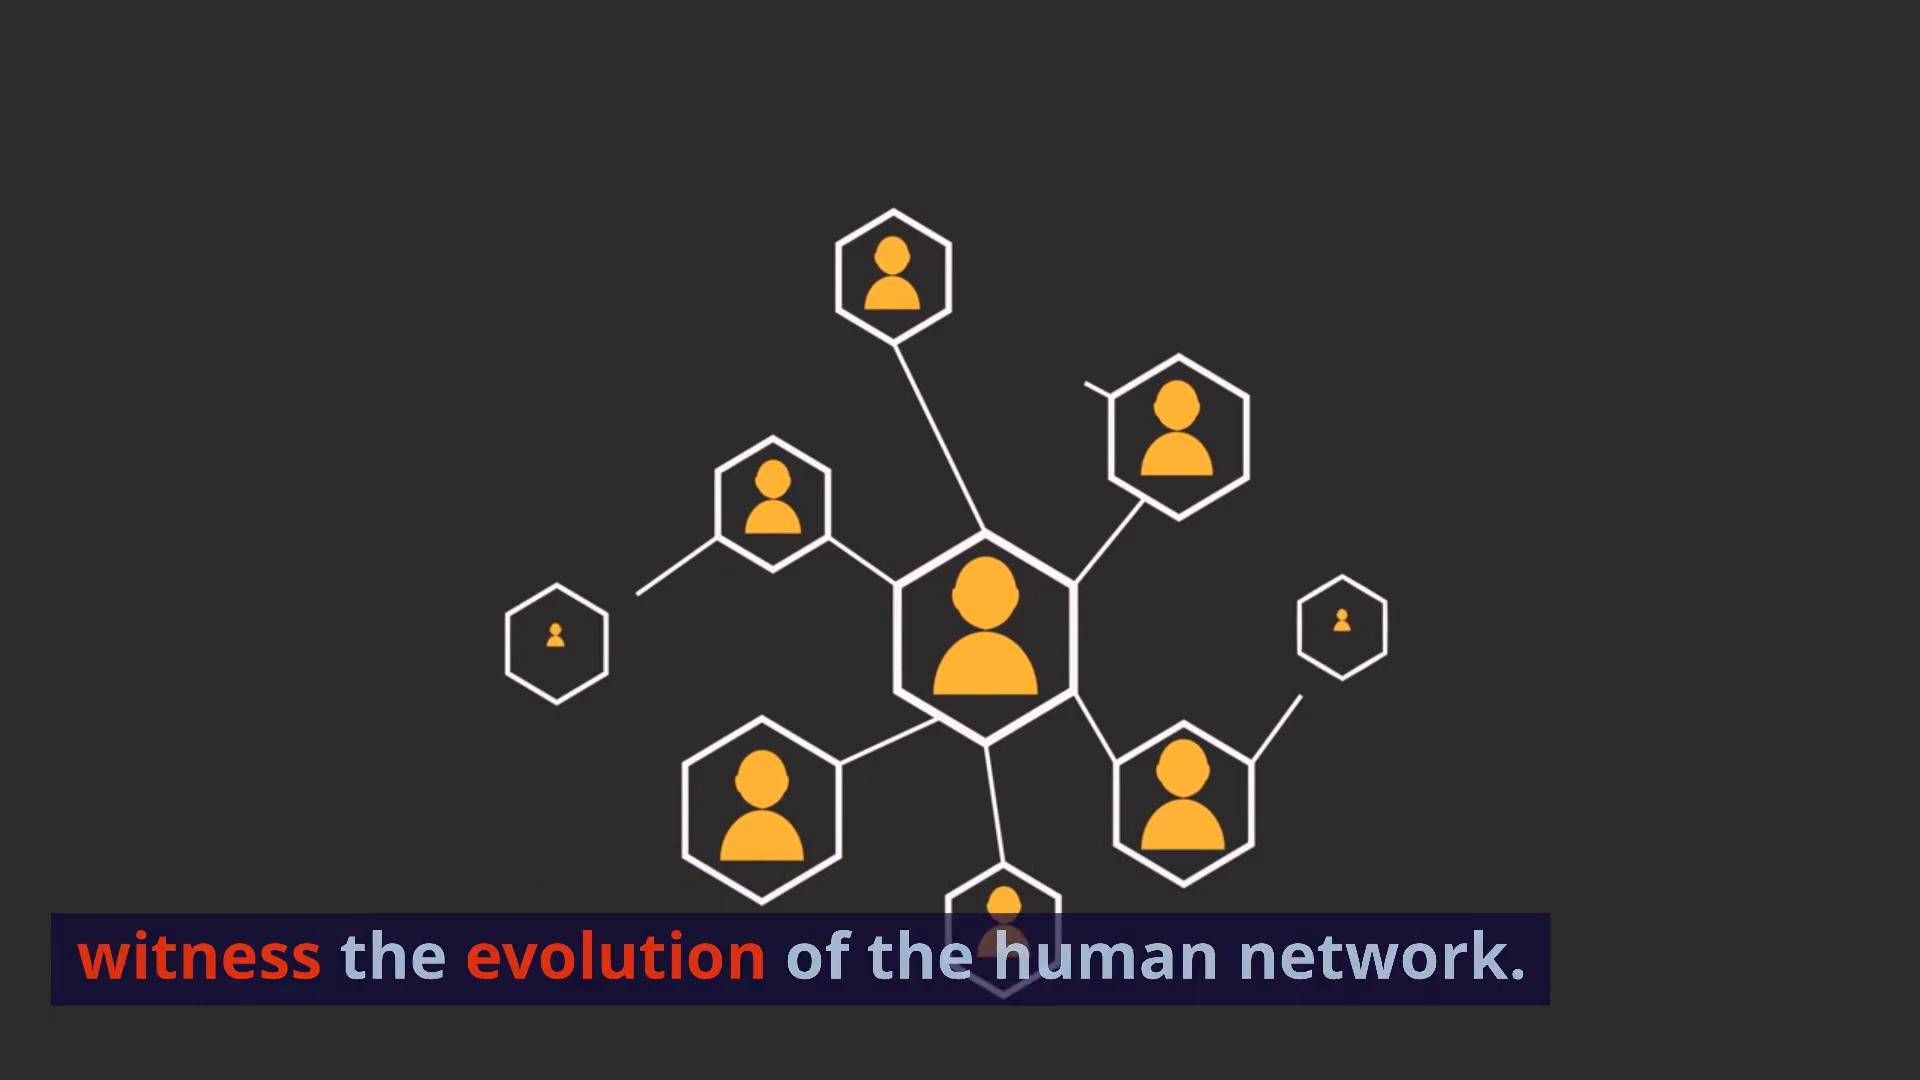 witness the evolution of the human network.